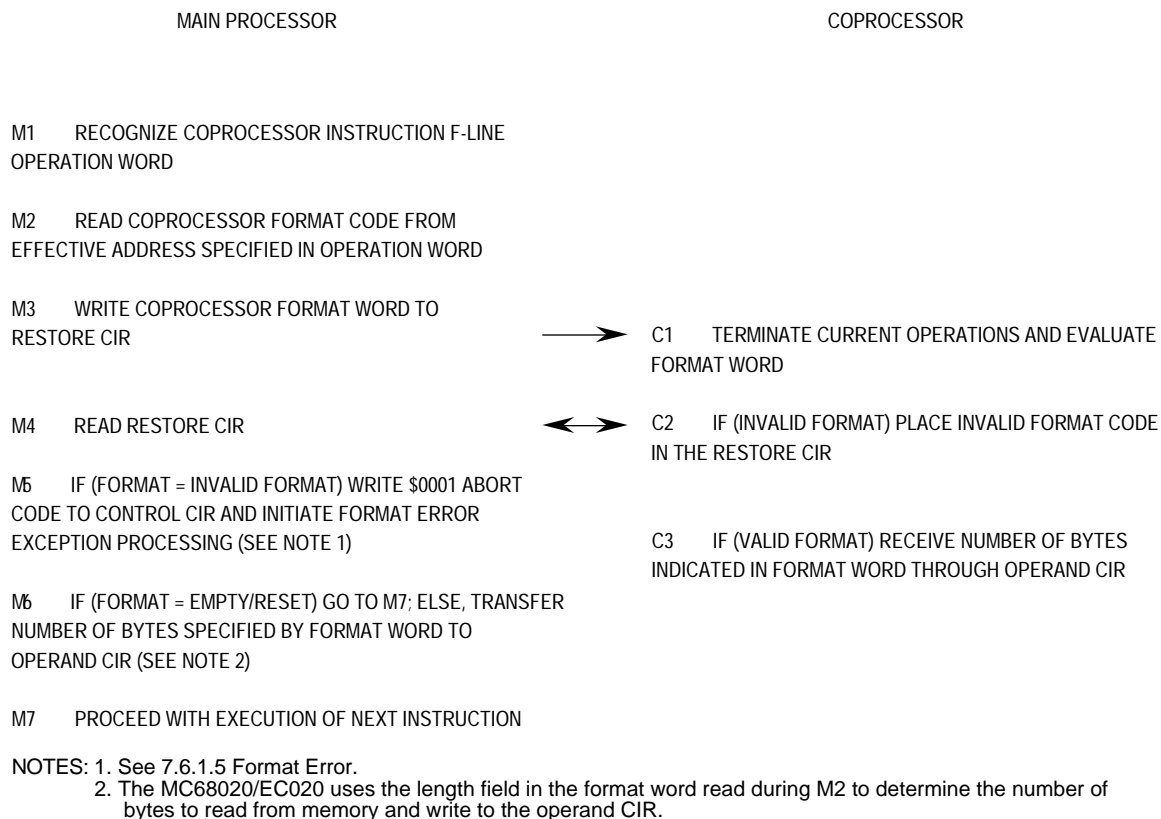 MAIN PROCESSOR
COPROCESSOR
M1 RECOGNIZE COPROCESSOR INSTRUCTION F-LINE
OPERATION WORD
M2 READ COPROCESSOR FORMAT CODE FROM
EFFECTIVE ADDRESS SPECIFIED IN OPERATION WORD
M3 WRITE COPROCESSOR FORMAT WORD TO
RESTORE CIR
M4 READ RESTORE CIR
M5 IF (FORMAT = INVALID FORMAT) WRITE $0001 ABORT
CODE TO CONTROL CIR AND INITIATE FORMAT ERROR
EXCEPTION PROCESSING (SEE NOTE 1)
M6 IF (FORMAT = EMPTY/RESET) GO TO M7; ELSE, TRANSFER
NUMBER OF BYTES SPECIFIED BY FORMAT WORD TO
OPERAND CIR (SEE NOTE 2)
M7 PROCEED WITH EXECUTION OF NEXT INSTRUCTION
C1 TERMINATE CURRENT OPERATIONS AND EVALUATE
FORMAT WORD
C2 IF (INVALID FORMAT) PLACE INVALID FORMAT CODE
IN THE RESTORE CIR
C3 IF (VALID FORMAT) RECEIVE NUMBER OF BYTES
INDICATED IN FORMAT WORD THROUGH OPERAND CIR
NOTES: 1. See 7.6.1.5 Format Error.
2. The MC68020/EC020 uses the length field in the format word read during M2 to determine the number of
bytes to read from memory and write to the operand CIR.